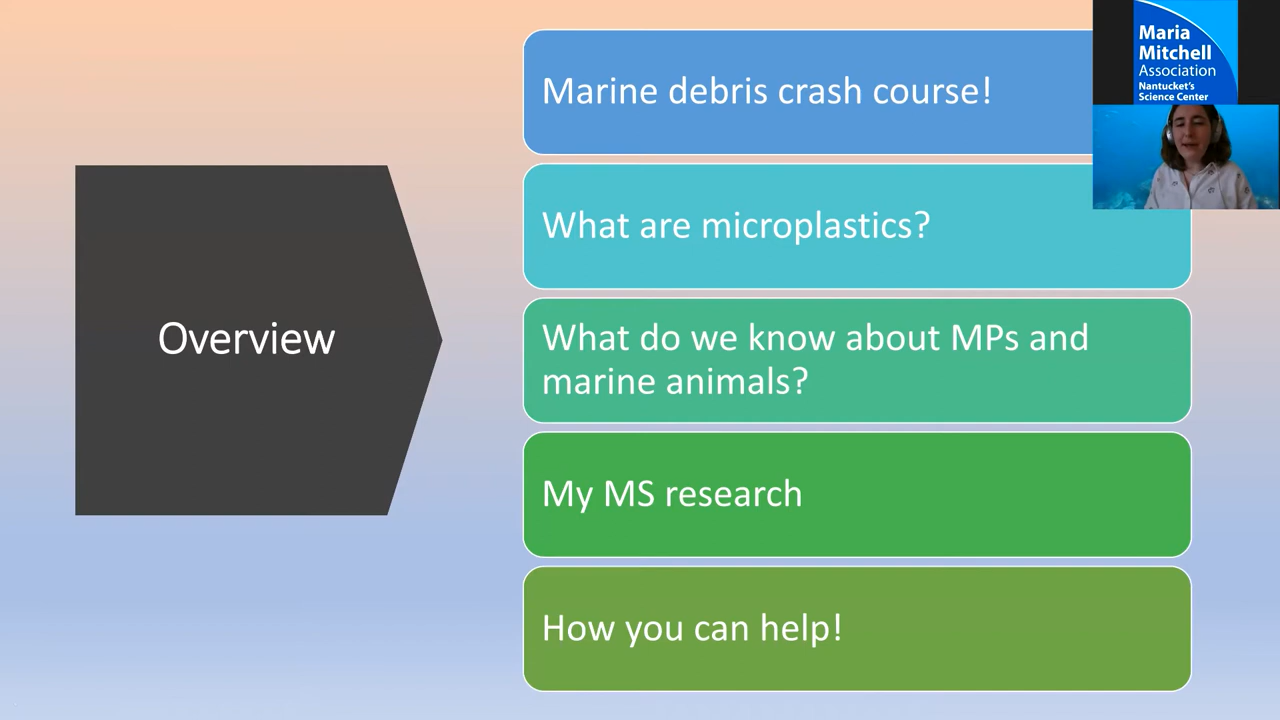 Overview
Marine debris crash course!
What are microplastics?
What do we know about MPs and
marine animals?
My MS research
How you can help!
Maria
Mitchell
Association
Nantucket's
Science Center